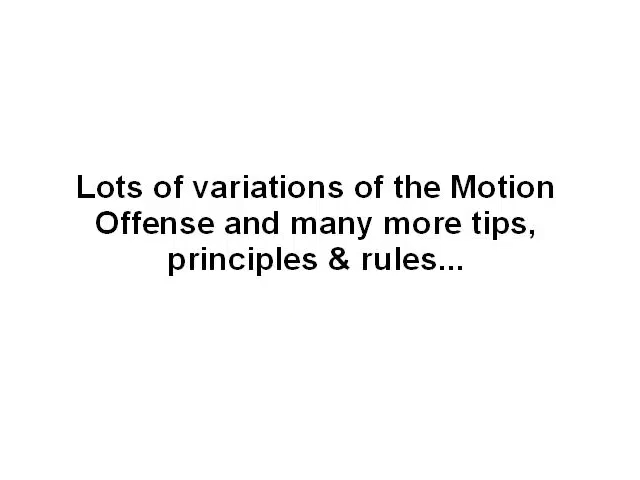 Lots of variations of the Motion
Offense and many more tips,
principles & rules...